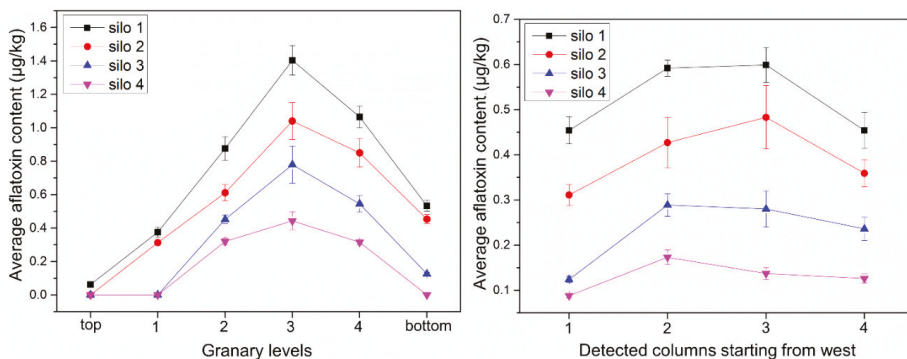 silo 1
silo 2
silo 3
silo 4
Average aflatoxin content (μg/kg)
1.6
1.4
1.2
1.0
0.8
0.6
0.4
0.2
0.0
top 1 2 3 4 bottom
Granary levels
silo 1
silo 2
silo 3
silo 4
Average aflatoxin content (μg/kg)
0.7
0.6
0.5
0.4
0.3
0.2
0.1
1 2 3 4
Detected columns starting from west